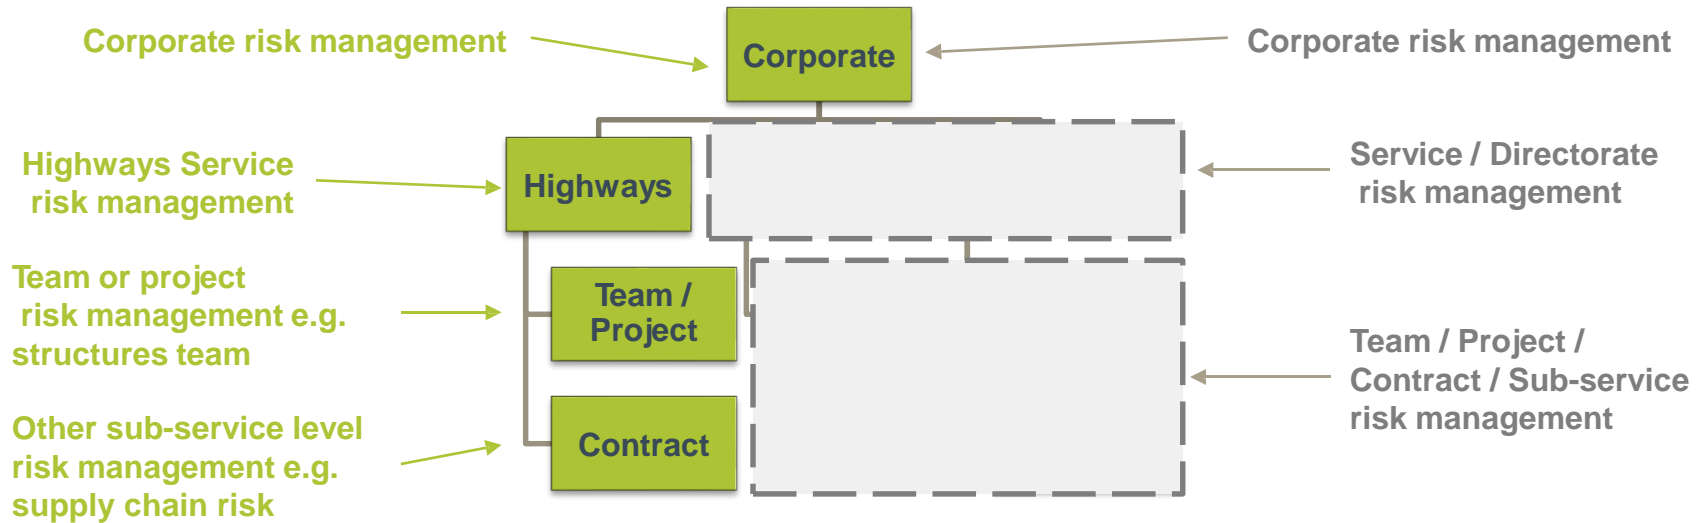 Corporate risk management
Corporate
Corporate risk management
Highways Service
risk management
Highways
Service / Directorate
risk management
Team or project
risk management e.g.
structures team
Team /
Project
Team / Project /
Contract / Sub-service
risk management
Other sub-service level
risk management e.g.
supply chain risk
Contract